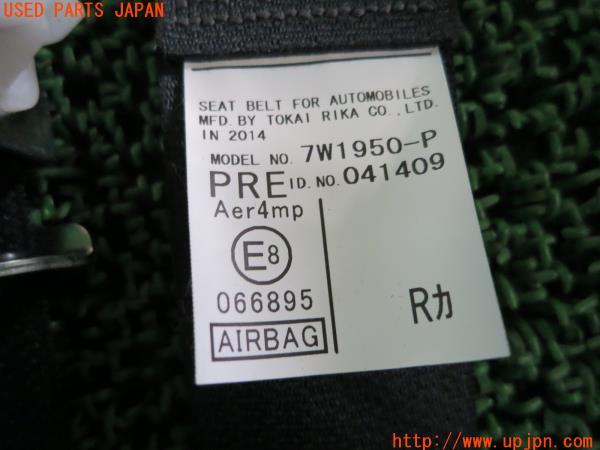 USED PARTS JAPAN
SEAT BELT FOR AUTOMOBILES
MFD. BY TOKAI RIKA CO., LTD.
IN 2014
MODEL NO. 7W1950-P
PRE ID. NO. 041409
Aer4mp
E8
066895
AIRBAG
Rカ
http://www.upjpn.com/